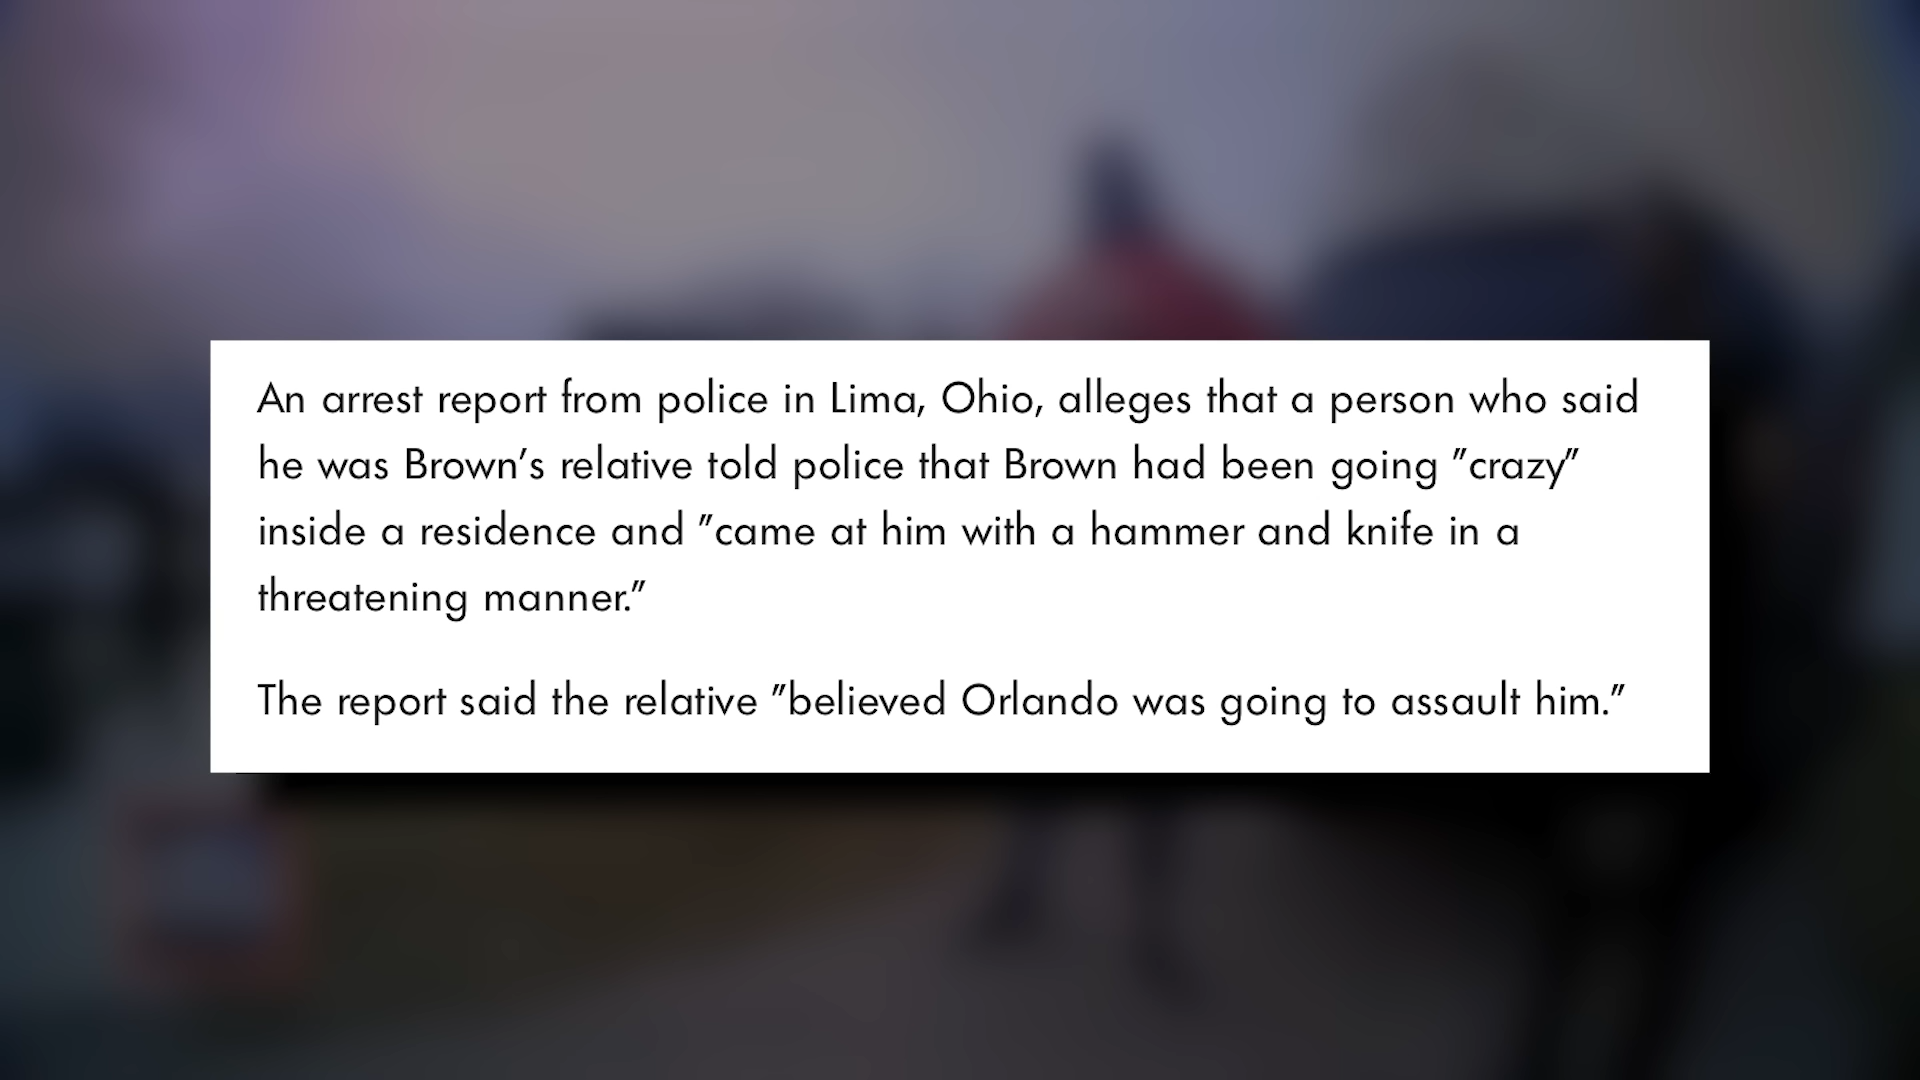 An arrest report from police in Lima, Ohio, alleges that a person who said
he was Brown’s relative told police that Brown had been going ”crazy”
inside a residence and ”came at him with a hammer and knife in a
threatening manner.”
The report said the relative ”believed Orlando was going to assault him.”